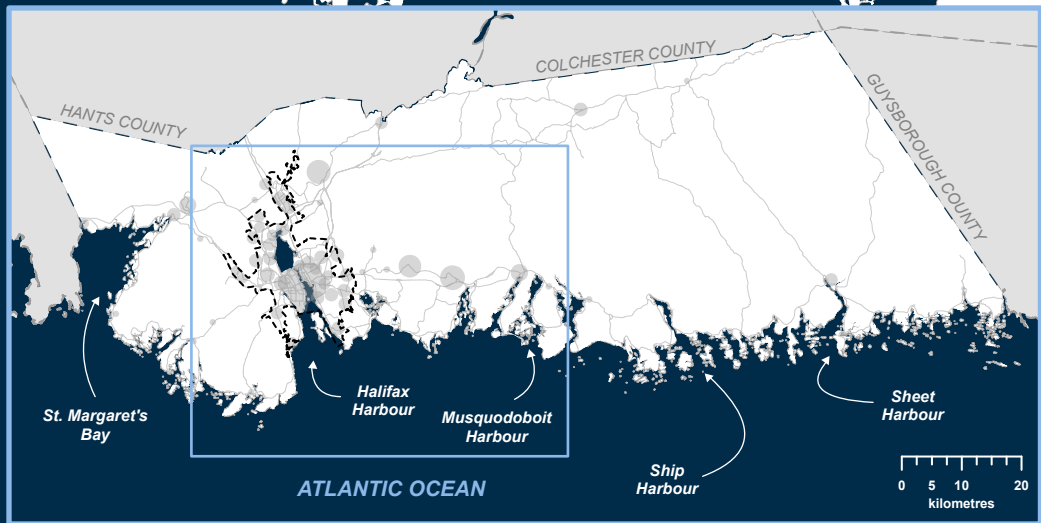 COLCHESTER COUNTY
HANTS COUNTY
GUYSBOROUGH COUNTY
St. Margaret's
Bay
Halifax
Harbour
Musquodoboit
Harbour
Sheet
Harbour
Ship
Harbour
ATLANTIC OCEAN
0 5 10 20
kilometres